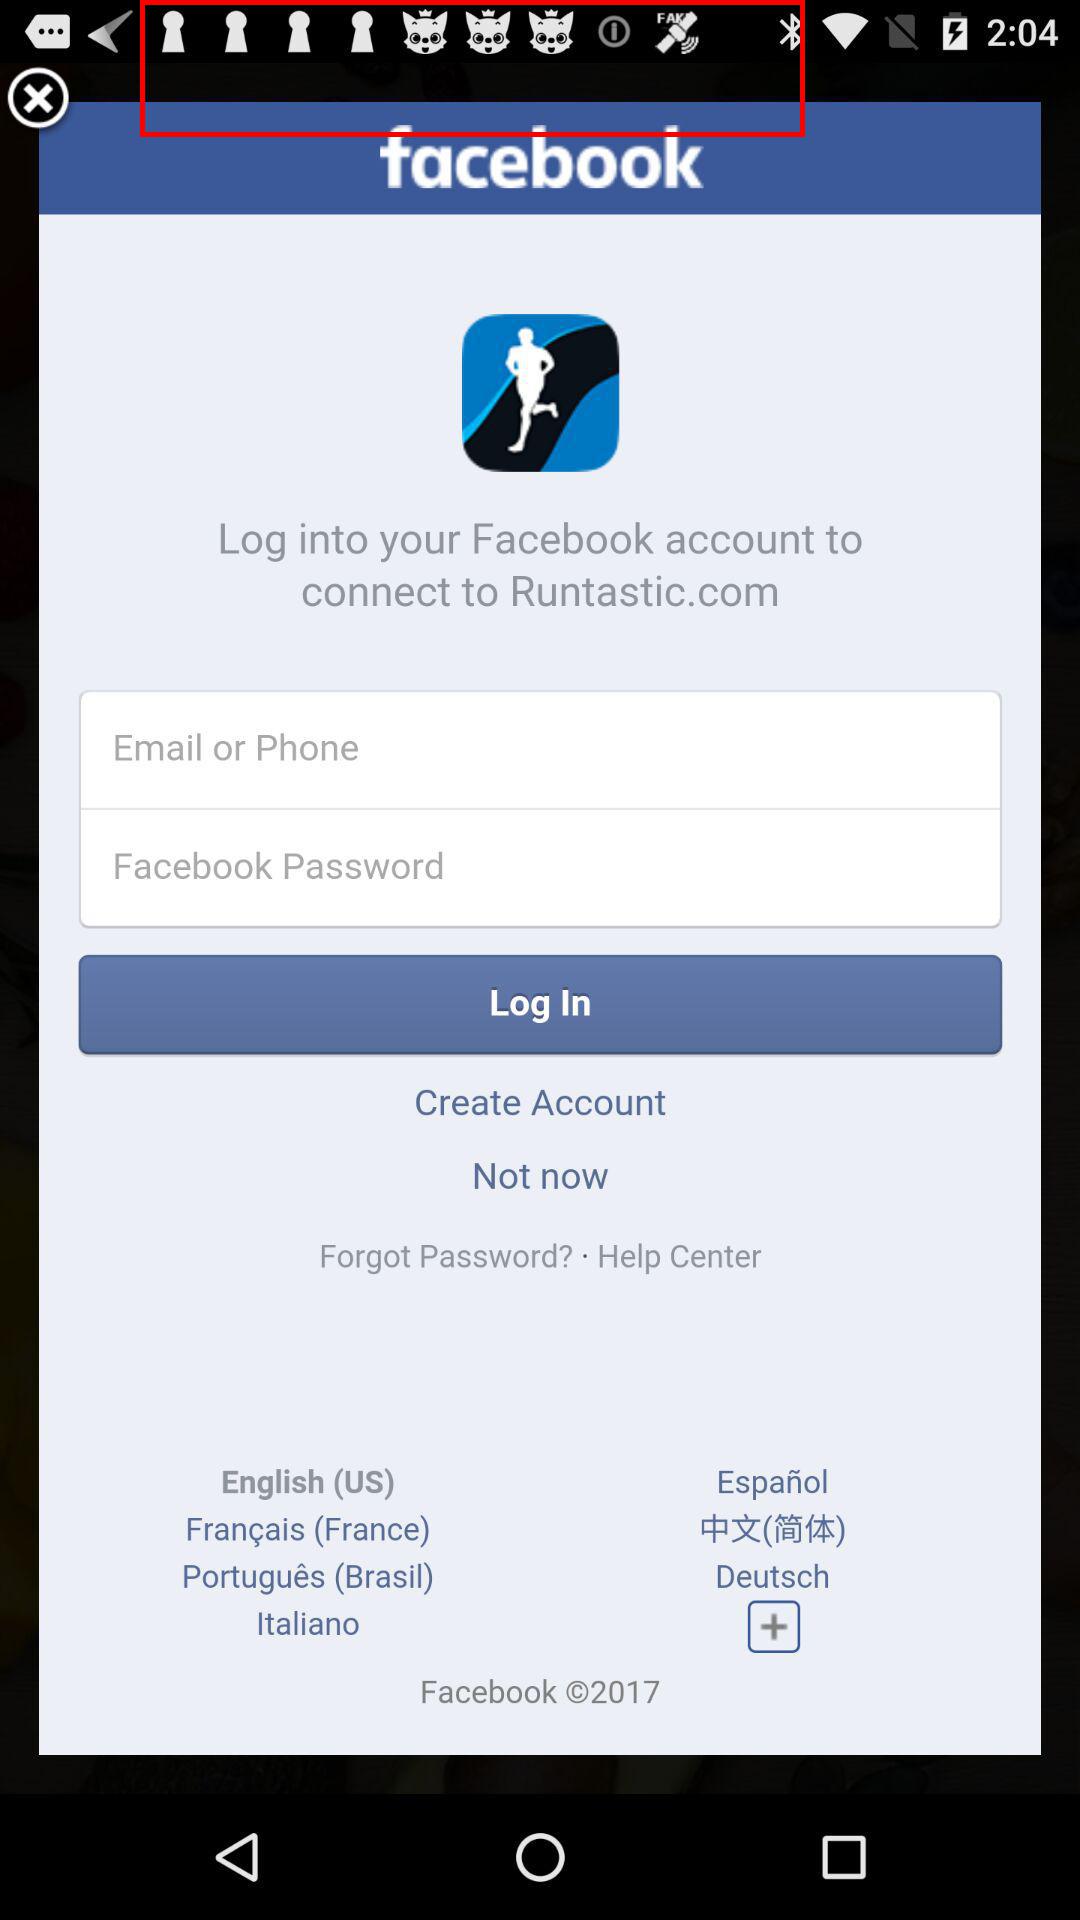 FAKE
2:04
facebook
Log into your Facebook account to
connect to Runtastic.com
Email or Phone
Facebook Password
Log In
Create Account
Not now
Forgot Password? · Help Center
English (US)
Español
Français (France)
中文(简体)
Português (Brasil)
Deutsch
Italiano
Facebook ©2017